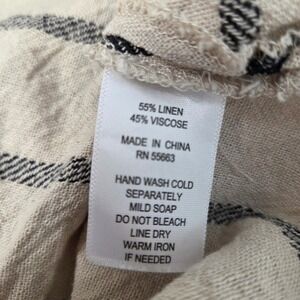 55% LINEN
45% VISCOSE
MADE IN CHINA
RN 55663
HAND WASH COLD
SEPARATELY
MILD SOAP
DO NOT BLEACH
LINE DRY
WARM IRON
IF NEEDED